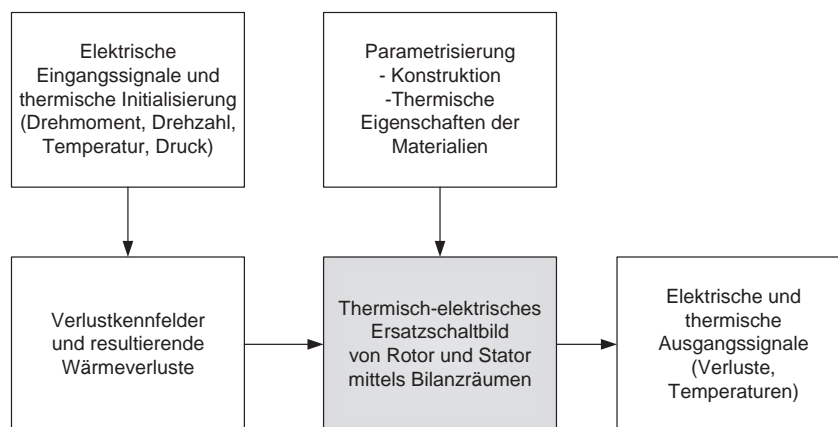 Elektrische
Eingangssignale und
thermische Initialisierung
(Drehmoment, Drehzahl,
Temperatur, Druck)
Parametrisierung
- Konstruktion
-Thermische
Eigenschaften der
Materialien
Verlustkennfelder
und resultierende
Wärmeverluste
Thermisch-elektrisches
Ersatzschaltbild
von Rotor und Stator
mittels Bilanzräumen
Elektrische und
thermische
Ausgangssignale
(Verluste,
Temperaturen)